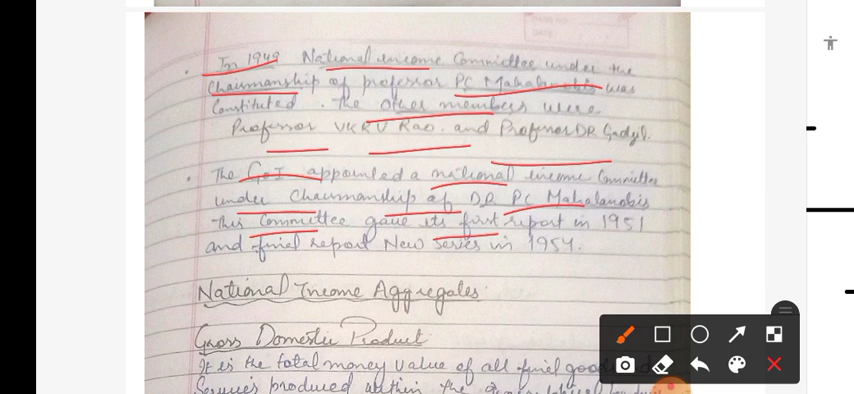 In 1949 National income Committee under the
Chairmanship of professor PC Mahalanobis was
Constituted. The other members were
Professor VKRV Rao. and Professor DR Gadgil.
The GoI appointed a national income Committee
under Chairmanship of DR PC Mahalanobis
This Committee gave its first report in 1951
and final report New Series in 1954.
National Income Aggregates
Gross Domestic Product
It is the total money value of all final goods
Services produced within the